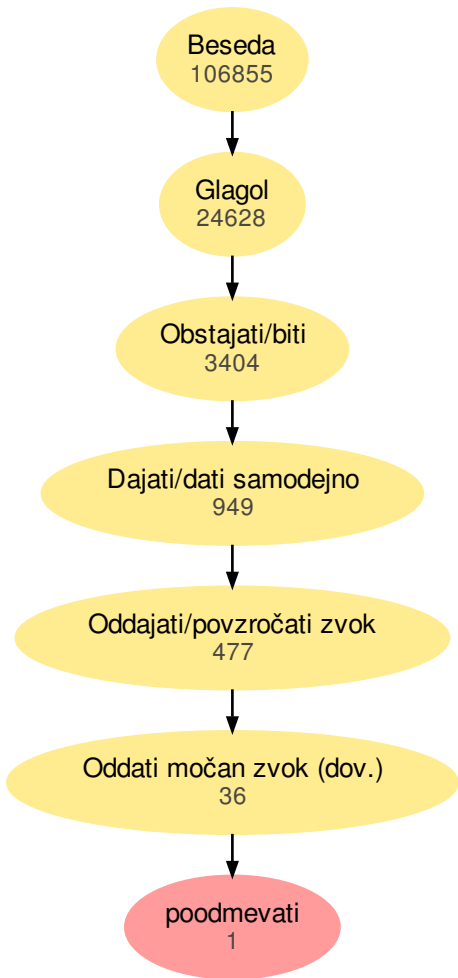 Beseda
106855
Glagol
24628
Obstajati/biti
3404
Dajati/dati samodejno
949
Oddajati/povzročati zvok
477
Oddati močan zvok (dov.)
36
poodmevati
1